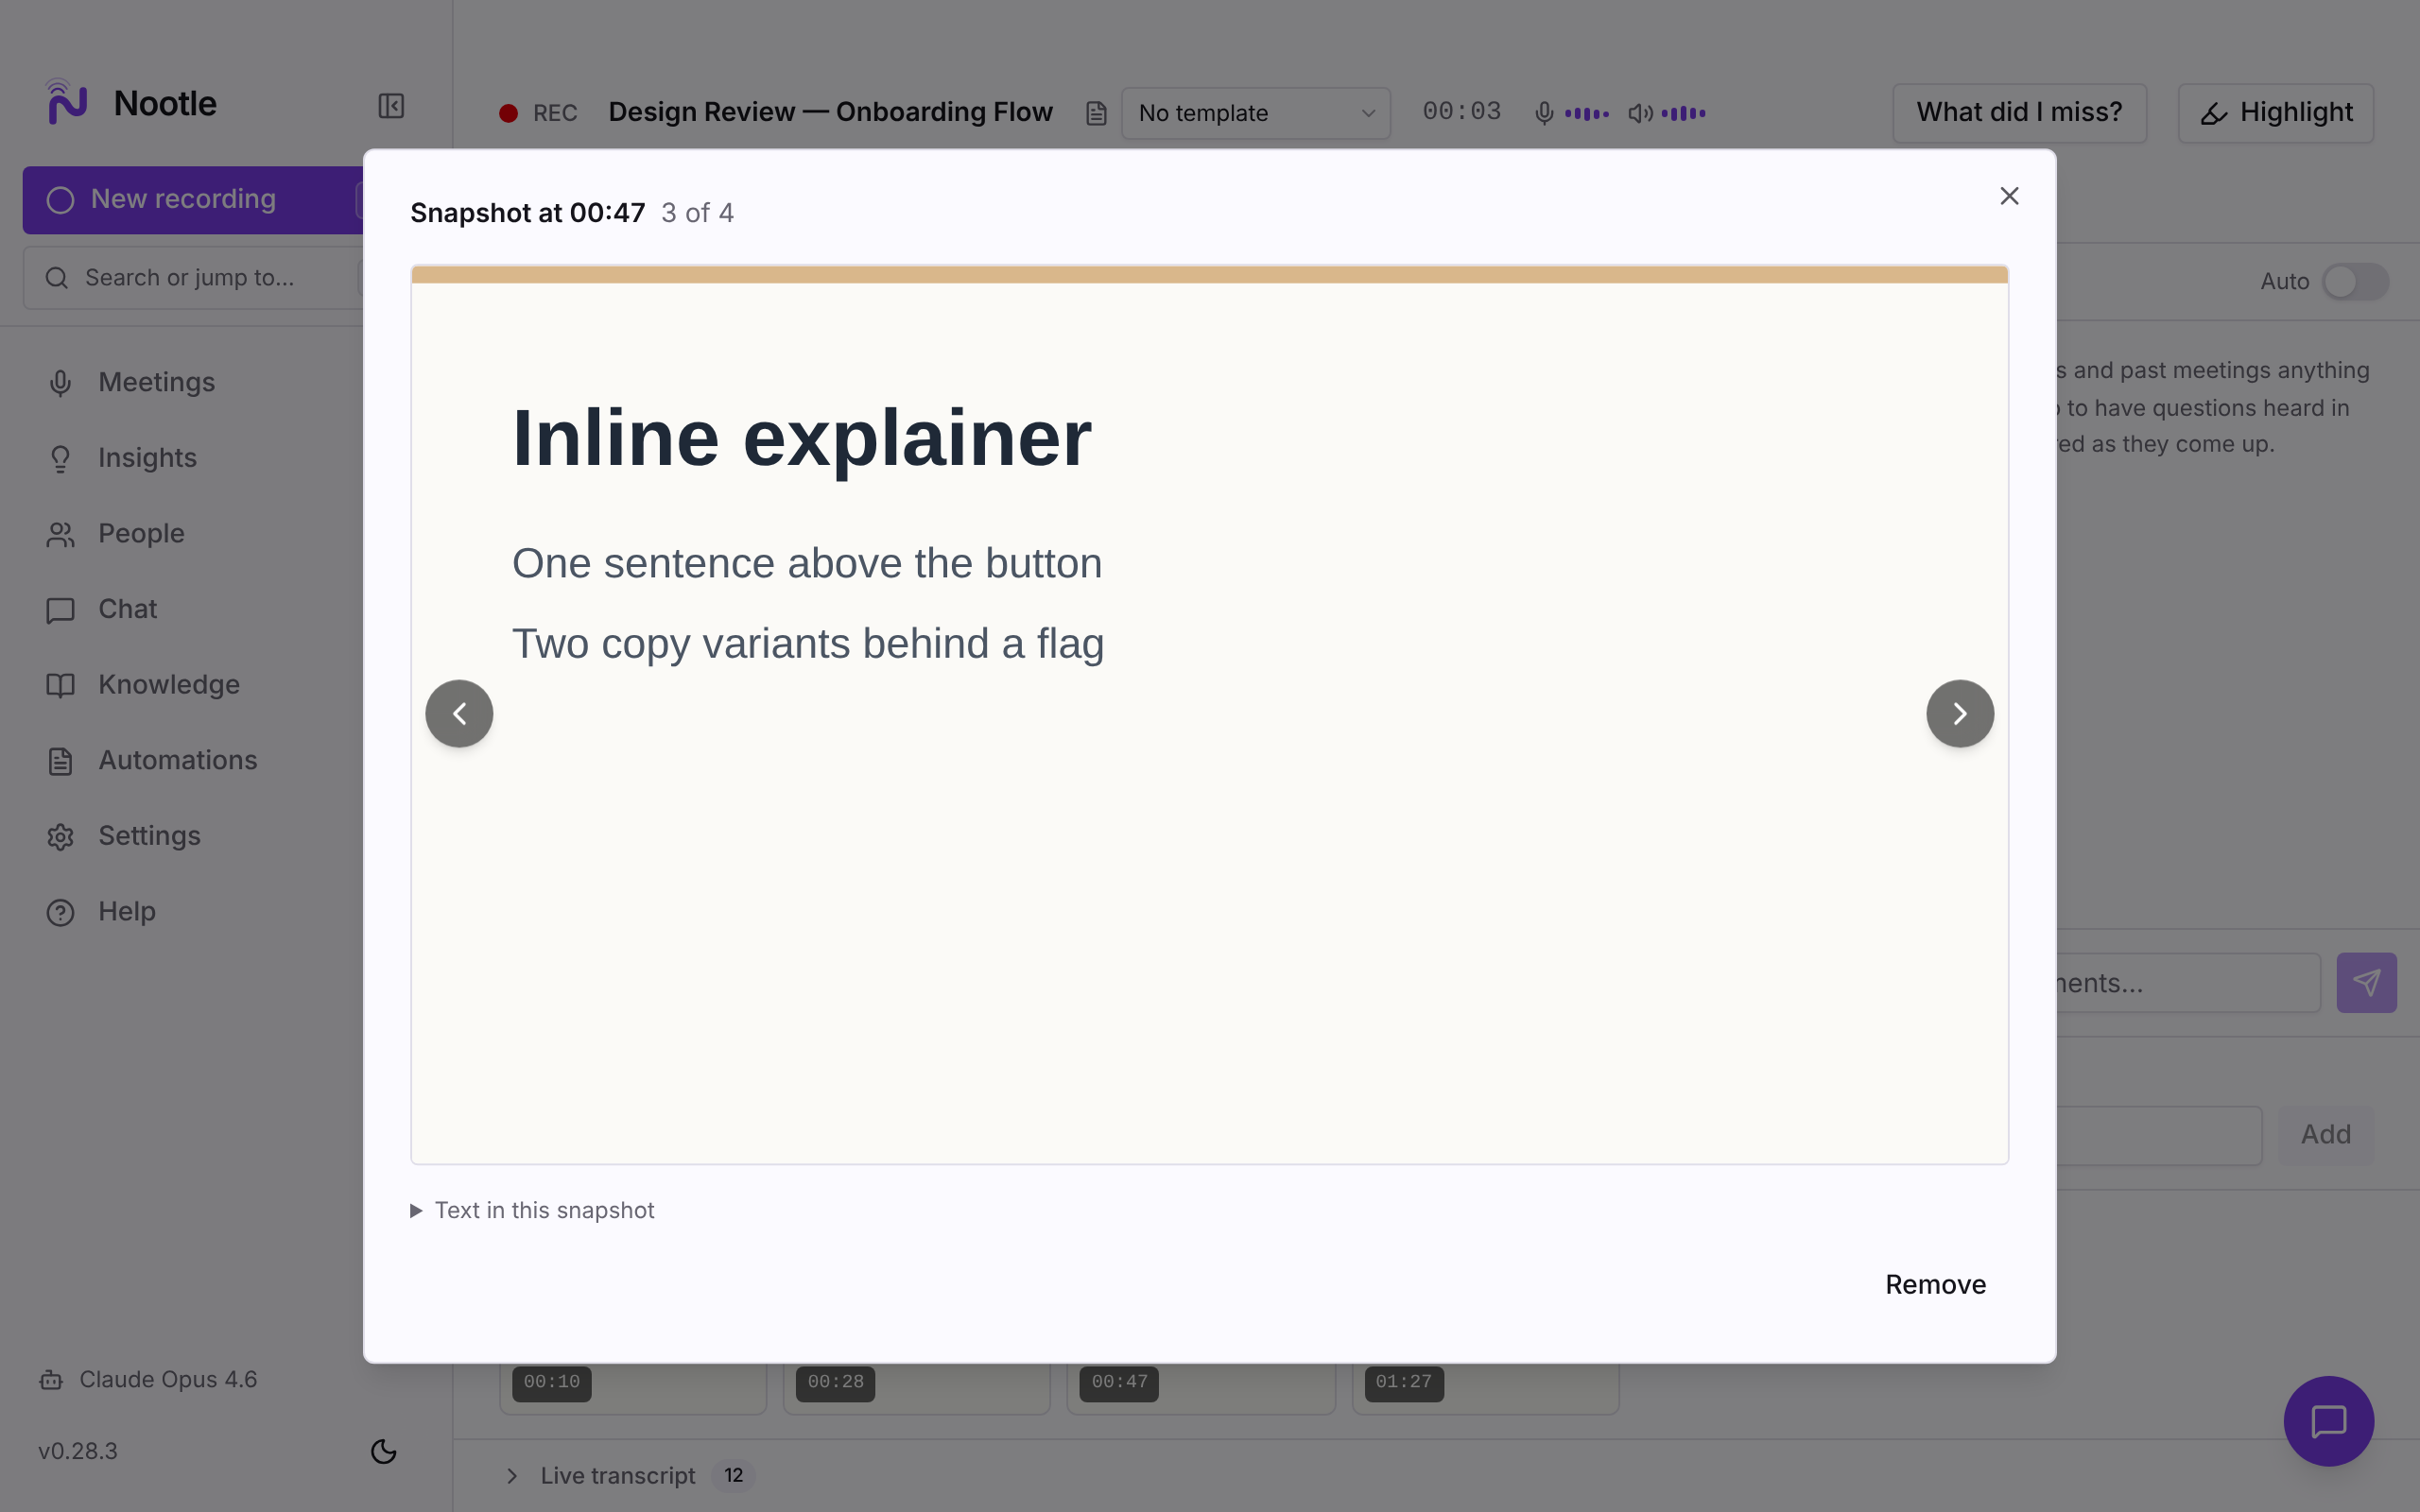 Nootle
REC
Design Review — Onboarding Flow
No template
00:03
What did I miss?
Highlight
New recording
Search or jump to...
Meetings
Insights
People
Chat
Knowledge
Automations
Settings
Help
Claude Opus 4.6
v0.28.3
Snapshot at 00:47 3 of 4
Inline explainer
One sentence above the button
Two copy variants behind a flag
Text in this snapshot
Remove
Auto
and past meetings anything
to have questions heard in
as they come up.
Add
00:10
00:28
00:47
01:27
Live transcript 12